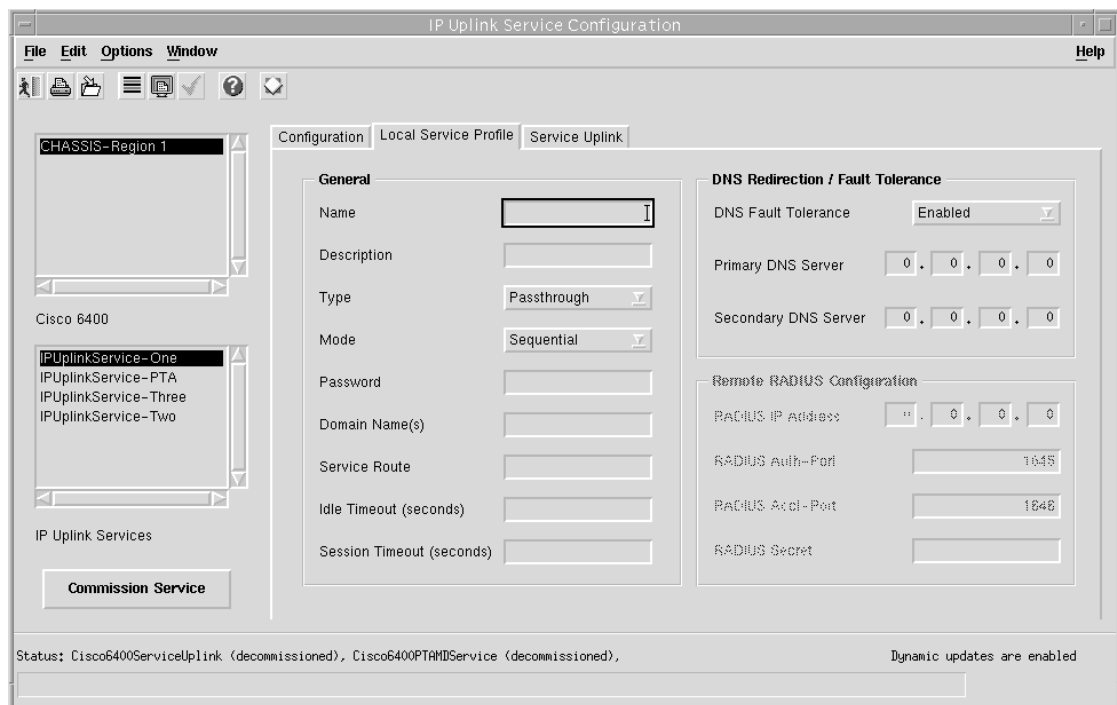 IP Uplink Service Configuration
File Edit Options Window Help
CHASSIS-Region 1
Cisco 6400
IPUplinkService-One
IPUplinkService-PTA
IPUplinkService-Three
IPUplinkService-Two
IP Uplink Services
Commission Service
Configuration Local Service Profile Service Uplink
General
Name
Description
Type Passthrough
Mode Sequential
Password
Domain Name(s)
Service Route
Idle Timeout (seconds)
Session Timeout (seconds)
DNS Redirection / Fault Tolerance
DNS Fault Tolerance Enabled
Primary DNS Server 0 . 0 . 0 . 0
Secondary DNS Server 0 . 0 . 0 . 0
Remote RADIUS Configuration
RADIUS IP Address 0 . 0 . 0 . 0
RADIUS Auth-Port 1645
RADIUS Acct-Port 1646
RADIUS Secret
Status: Cisco6400ServiceUplink (decommissioned), Cisco6400PTAMDService (decommissioned),
Dynamic updates are enabled